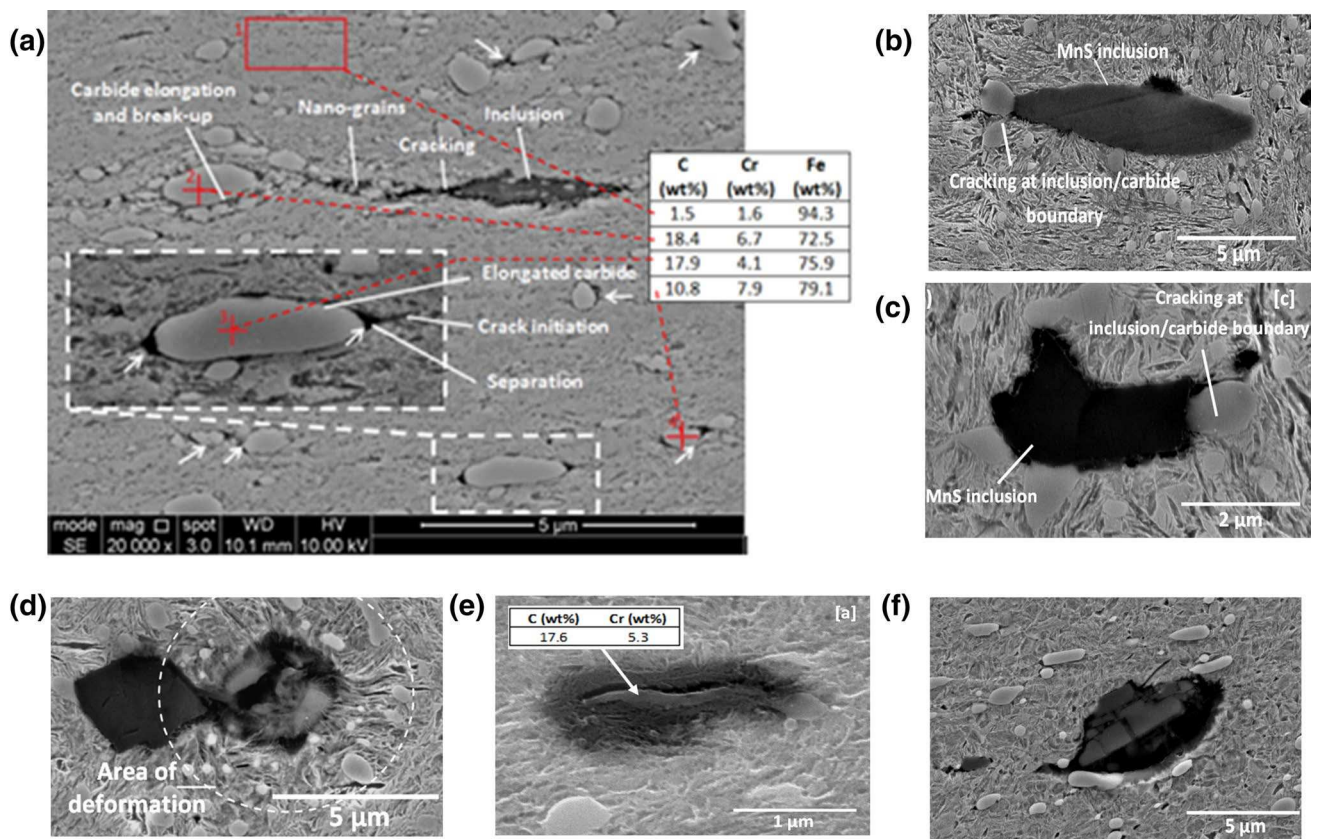 (a)
1
Carbide elongation
and break-up
Nano-grains
Cracking
Inclusion
2
C
(wt%)
Cr
(wt%)
Fe
(wt%)
1.5 1.6 94.3
18.4 6.7 72.5
17.9 4.1 75.9
10.8 7.9 79.1
Elongated carbide
3
Crack initiation
Separation
mode mag □ spot WD HV
SE 20 000 x 3.0 10.1 mm 10.00 kV
5 µm
(b)
MnS inclusion
Cracking at inclusion/carbide
boundary
5 µm
(c)
)
Cracking at [c]
inclusion/carbide boundary
MnS inclusion
2 µm
(d)
Area of
deformation
5 µm
(e)
C (wt%) Cr (wt%)
17.6 5.3
[a]
1 µm
(f)
5 µm